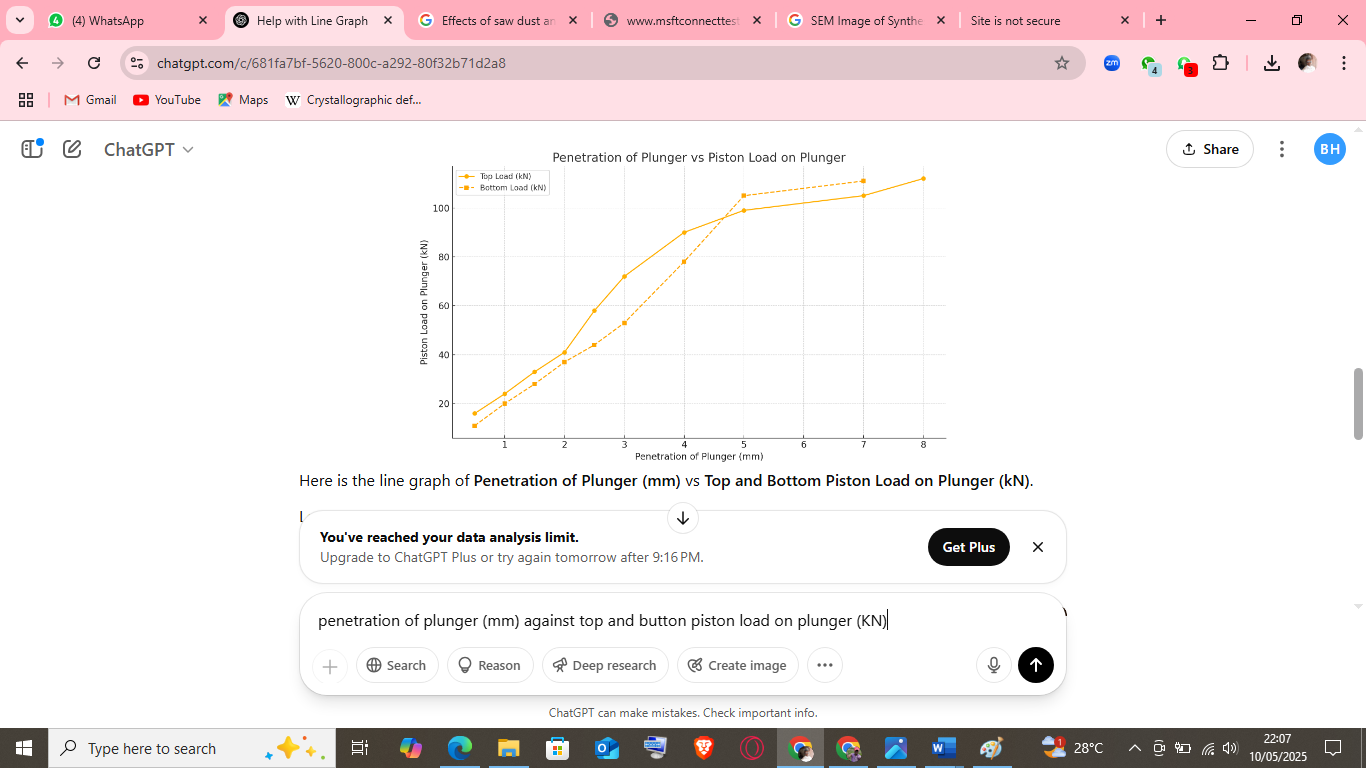 (4) WhatsApp
Help with Line Graph
Effects of saw dust an
www.msftconnecttest
SEM Image of Synthe
Site is not secure
chatgpt.com/c/681fa7bf-5620-800c-a292-80f32b71d2a8
zm
4
3
Gmail
YouTube
Maps
W Crystallographic def...
ChatGPT
Share
BH
Penetration of Plunger vs Piston Load on Plunger
Top Load (kN)
Bottom Load (kN)
100
80
60
40
20
Piston Load on Plunger (kN)
1 2 3 4 5 6 7 8
Penetration of Plunger (mm)
Here is the line graph of Penetration of Plunger (mm) vs Top and Bottom Piston Load on Plunger (kN).
You've reached your data analysis limit.
Upgrade to ChatGPT Plus or try again tomorrow after 9:16 PM.
Get Plus
penetration of plunger (mm) against top and button piston load on plunger (KN)
Search
Reason
Deep research
Create image
ChatGPT can make mistakes. Check important info.
Type here to search
1
28°C
22:07
10/05/2025